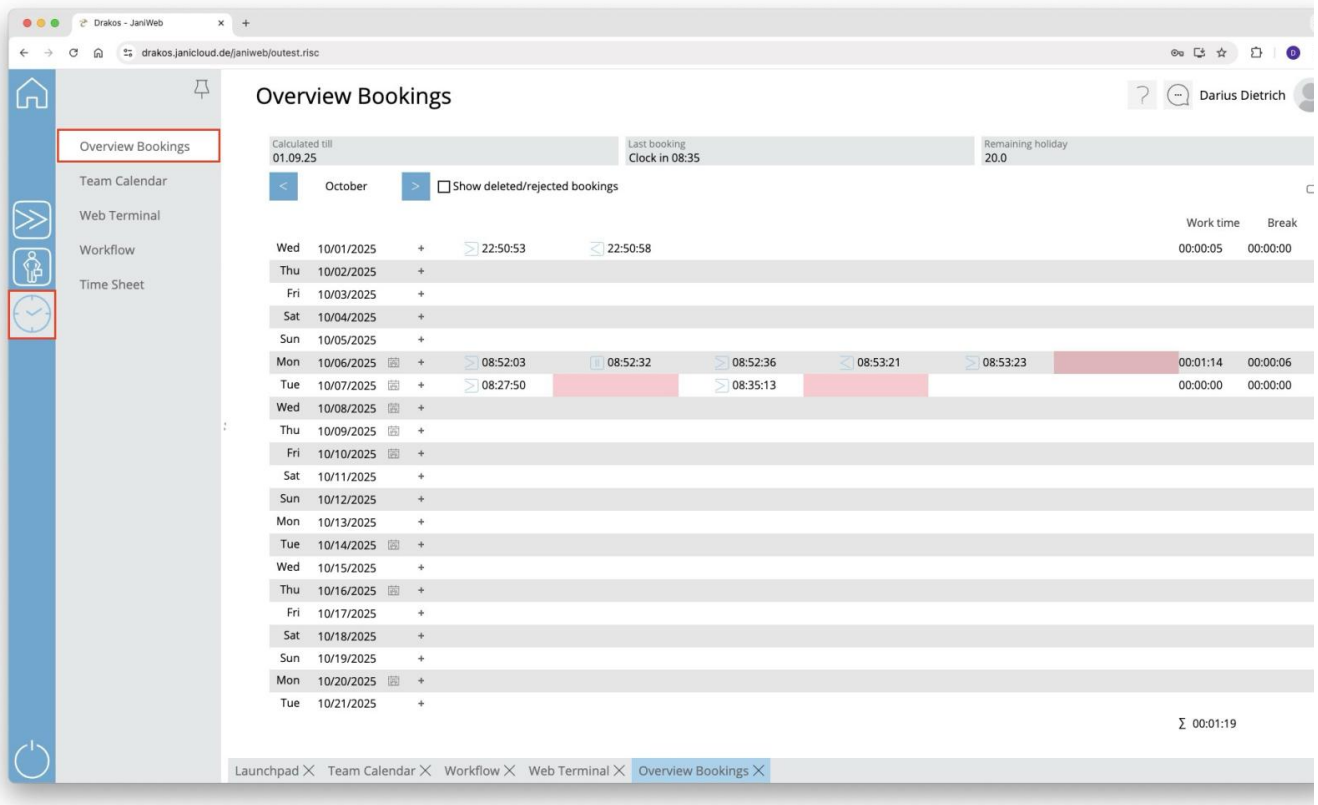 Drakos - JaniWeb
drakos.janicloud.de/janiweb/outest.risc
D
Overview Bookings
? Darius Dietrich
Overview Bookings
Team Calendar
Web Terminal
Workflow
Time Sheet
Calculated till Last booking Remaining holiday
01.09.25 Clock in 08:35 20.0
< October > Show deleted/rejected bookings
Work time Break
Wed 10/01/2025 + 22:50:53 22:50:58 00:00:05 00:00:00
Thu 10/02/2025 +
Fri 10/03/2025 +
Sat 10/04/2025 +
Sun 10/05/2025 +
Mon 10/06/2025 + 08:52:03 08:52:32 08:52:36 08:53:21 08:53:23 00:01:14 00:00:06
Tue 10/07/2025 + 08:27:50 08:35:13 00:00:00 00:00:00
Wed 10/08/2025 +
Thu 10/09/2025 +
Fri 10/10/2025 +
Sat 10/11/2025 +
Sun 10/12/2025 +
Mon 10/13/2025 +
Tue 10/14/2025 +
Wed 10/15/2025 +
Thu 10/16/2025 +
Fri 10/17/2025 +
Sat 10/18/2025 +
Sun 10/19/2025 +
Mon 10/20/2025 +
Tue 10/21/2025 +
Σ 00:01:19
Launchpad Team Calendar Workflow Web Terminal Overview Bookings